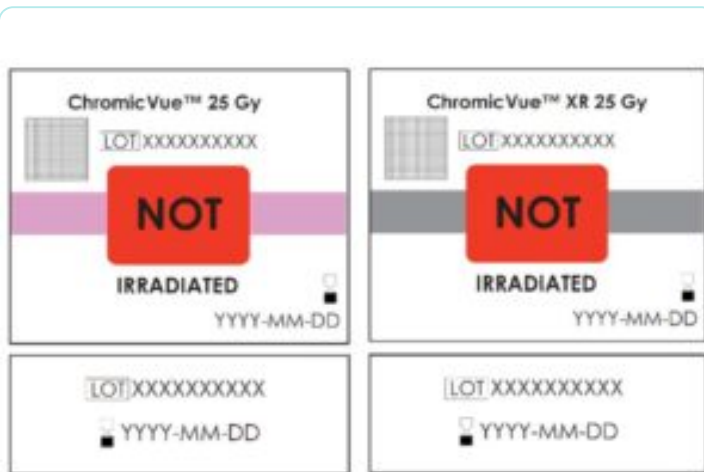 ChromicVue™ 25 Gy
LOT XXXXXXXXXX
NOT
IRRADIATED
YYYY-MM-DD
LOT XXXXXXXXXX
YYYY-MM-DD
ChromicVue™ XR 25 Gy
LOT XXXXXXXXXX
NOT
IRRADIATED
YYYY-MM-DD
LOT XXXXXXXXXX
YYYY-MM-DD